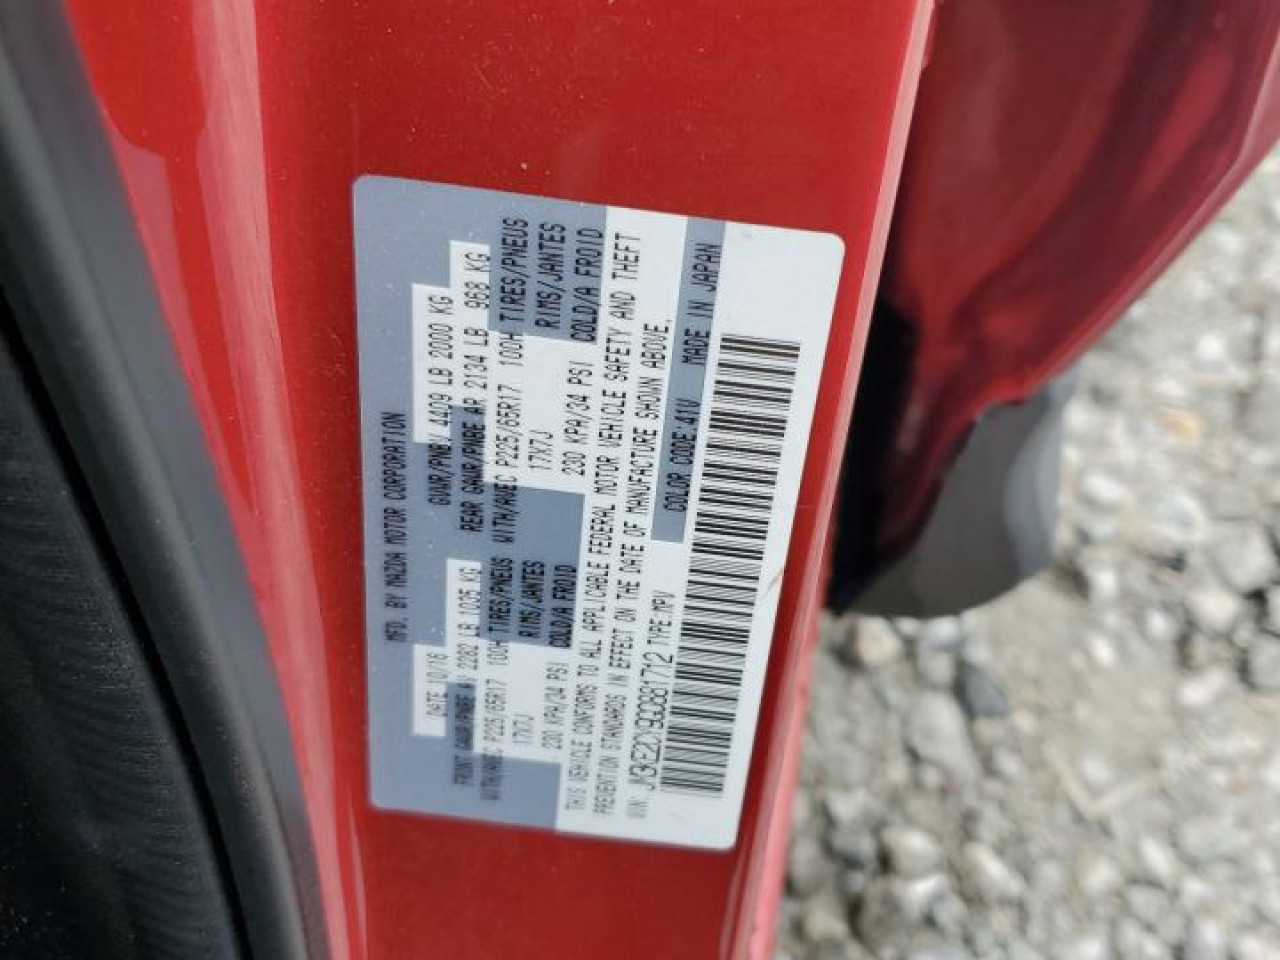 MFD. BY MAZDA MOTOR CORPORATION
DATE 10/16 GVWR/PNBV 4409 LB 2000 KG
FRONT GAWR/PNBE AV 2282 LB 1035 KG REAR GAWR/PNBE AR 2134 LB 968 KG
WITH/AVEC P225/65R17 100H TIRES/PNEUS WITH/AVEC P225/65R17 100H TIRES/PNEUS
17X7J RIMS/JANTES 17X7J RIMS/JANTES
230 KPA/34 PSI COLD/A FROID 230 KPA/34 PSI COLD/A FROID
THIS VEHICLE CONFORMS TO ALL APPLICABLE FEDERAL MOTOR VEHICLE SAFETY AND THEFT
PREVENTION STANDARDS IN EFFECT ON THE DATE OF MANUFACTURE SHOWN ABOVE.
VIN: TYPE:MPV COLOR CODE:41V MADE IN JAPAN